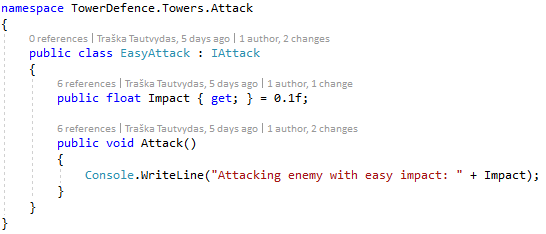 namespace TowerDefence.Towers.Attack
{
0 references | Traška Tautvydas, 5 days ago | 1 author, 2 changes
public class EasyAttack : IAttack
{
6 references | Traška Tautvydas, 5 days ago | 1 author, 1 change
public float Impact { get; } = 0.1f;
6 references | Traška Tautvydas, 5 days ago | 1 author, 2 changes
public void Attack()
{
Console.WriteLine("Attacking enemy with easy impact: " + Impact);
}
}
}